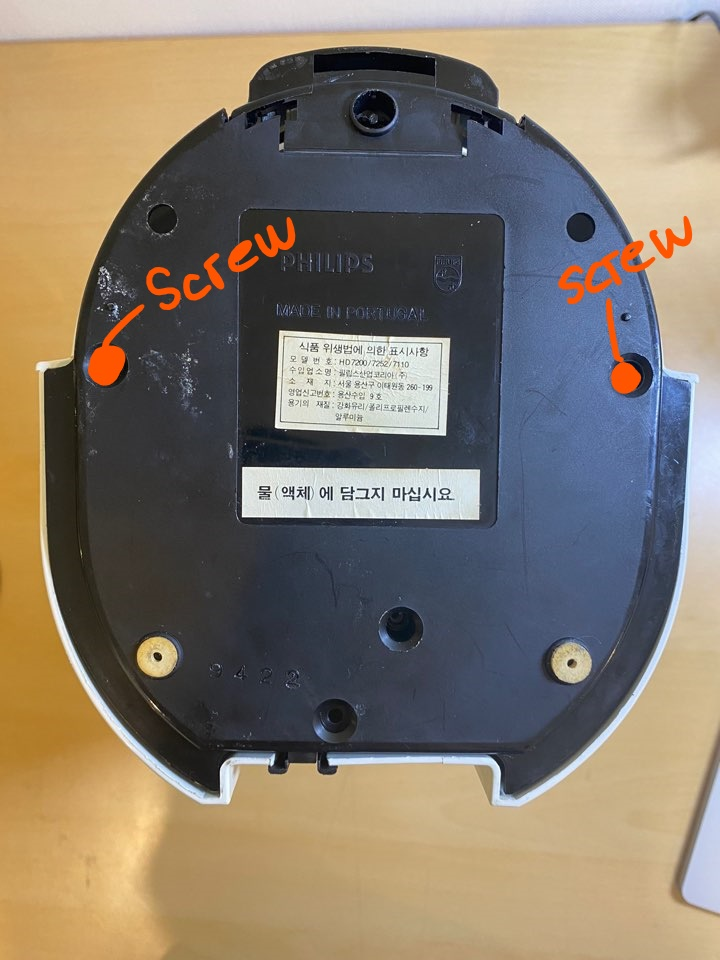 Screw
screw
PHILIPS
MADE IN PORTUGAL
식품 위생법에 의한 표시사항
모 델 번 호 : HD7200/7252/7110
수 입 업 소 명 : 필립스산업코리아 (주)
소 재 지 : 서울 용산구 이태원동 260-199
영업신고번호 : 용산수입 9호
용기의 재질 : 강화유리/폴리프로필렌수지/
알루미늄
물 (액체) 에 담그지 마십시요
9422